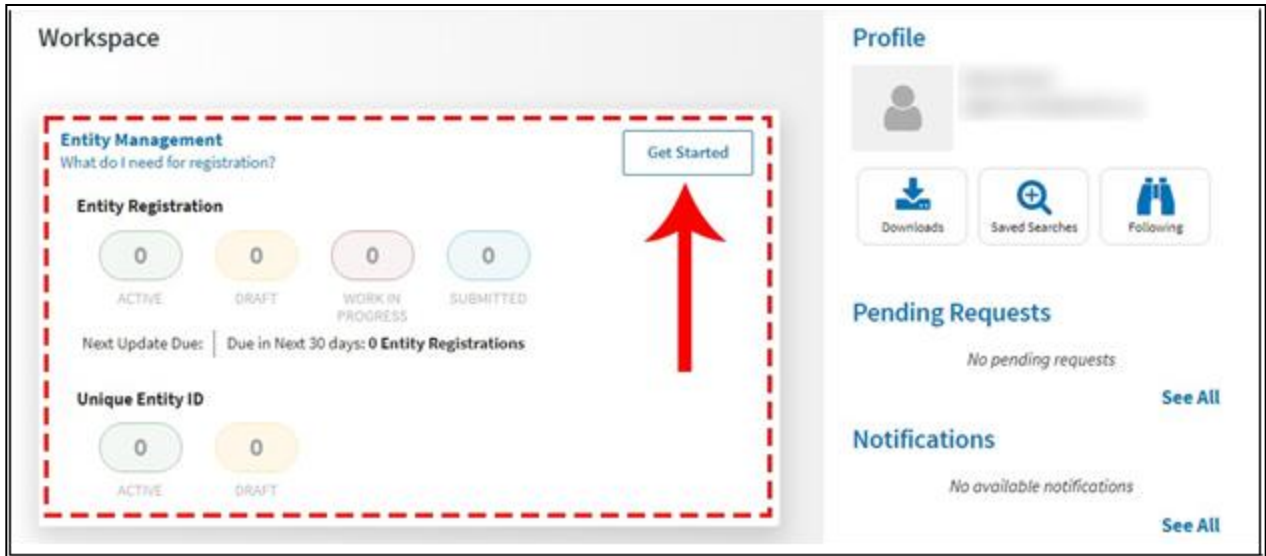 Workspace
Entity Management
What do I need for registration?
Get Started
Entity Registration
0 0 0 0
ACTIVE DRAFT WORK IN PROGRESS SUBMITTED
Next Update Due: Due in Next 30 days: 0 Entity Registrations
Unique Entity ID
0 0
ACTIVE DRAFT
Profile
Downloads Saved Searches Following
Pending Requests
No pending requests
See All
Notifications
No available notifications
See All